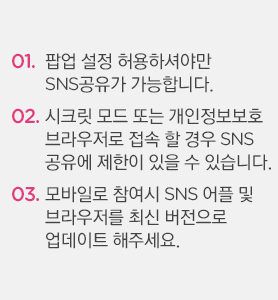 01. 팝업 설정 허용하셔야만
SNS공유가 가능합니다.
02. 시크릿 모드 또는 개인정보보호
브라우저로 접속 할 경우 SNS
공유에 제한이 있을 수 있습니다.
03. 모바일로 참여시 SNS 어플 및
브라우저를 최신 버전으로
업데이트 해주세요.